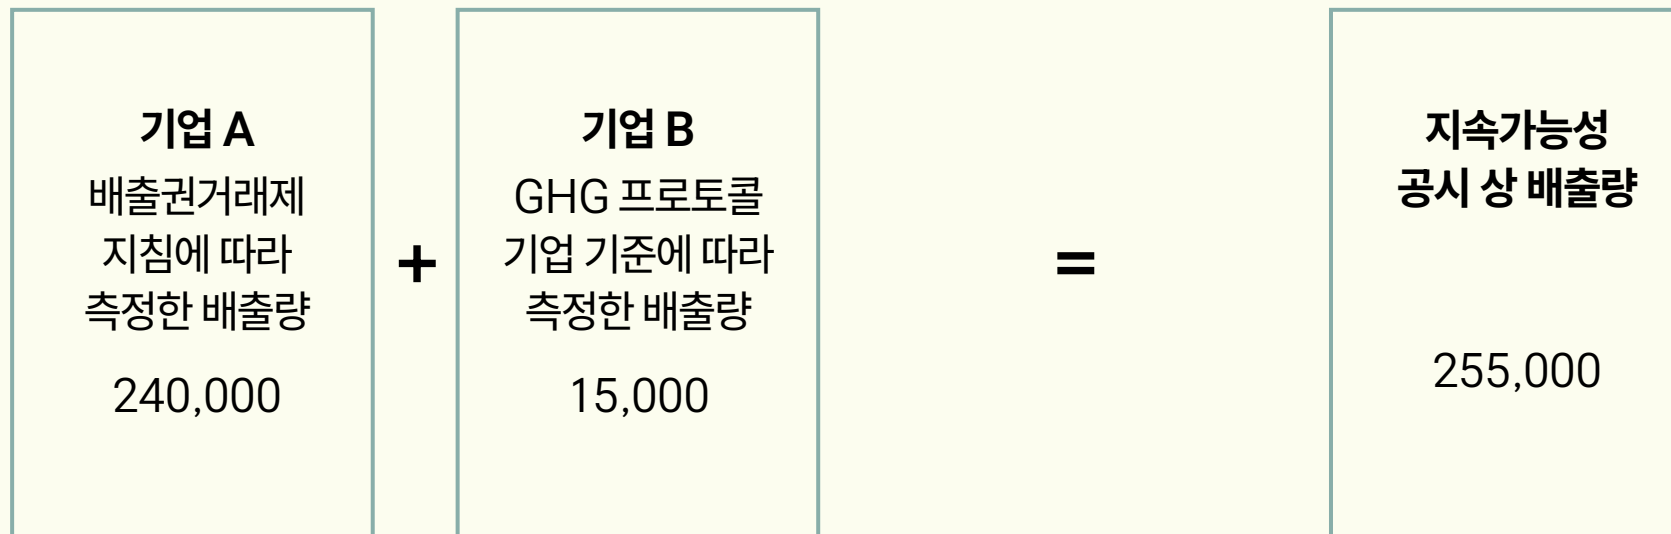 기업 A
배출권거래제
지침에 따라
측정한 배출량
240,000
+
기업 B
GHG 프로토콜
기업 기준에 따라
측정한 배출량
15,000
=
지속가능성
공시 상 배출량
255,000